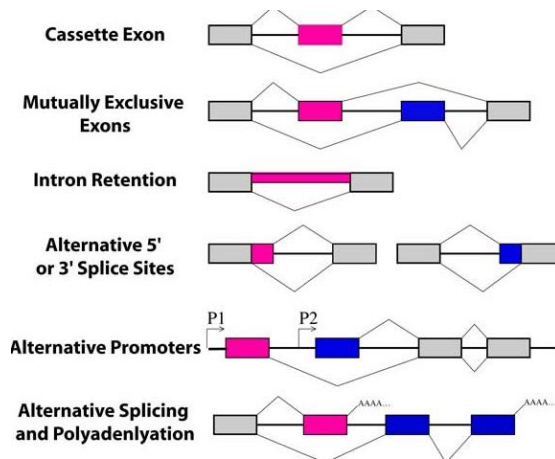 Cassette Exon
Mutually Exclusive
Exons
Intron Retention
Alternative 5'
or 3' Splice Sites
P1
P2
Alternative Promoters
AAAA...
AAAA...
Alternative Splicing
and Polyadenlyation